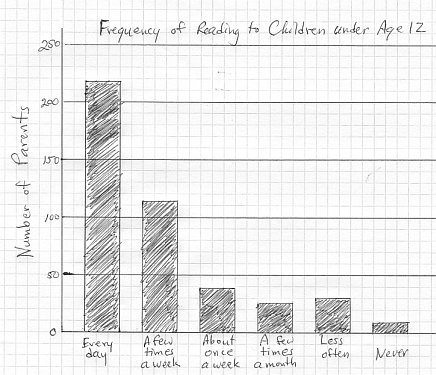 Frequency of Reading to Children under Age 12
Number of Parents
250
200
150
100
50
0
Every
day
A few
times
a week
About
once
a week
A few
times
a month
Less
often
Never